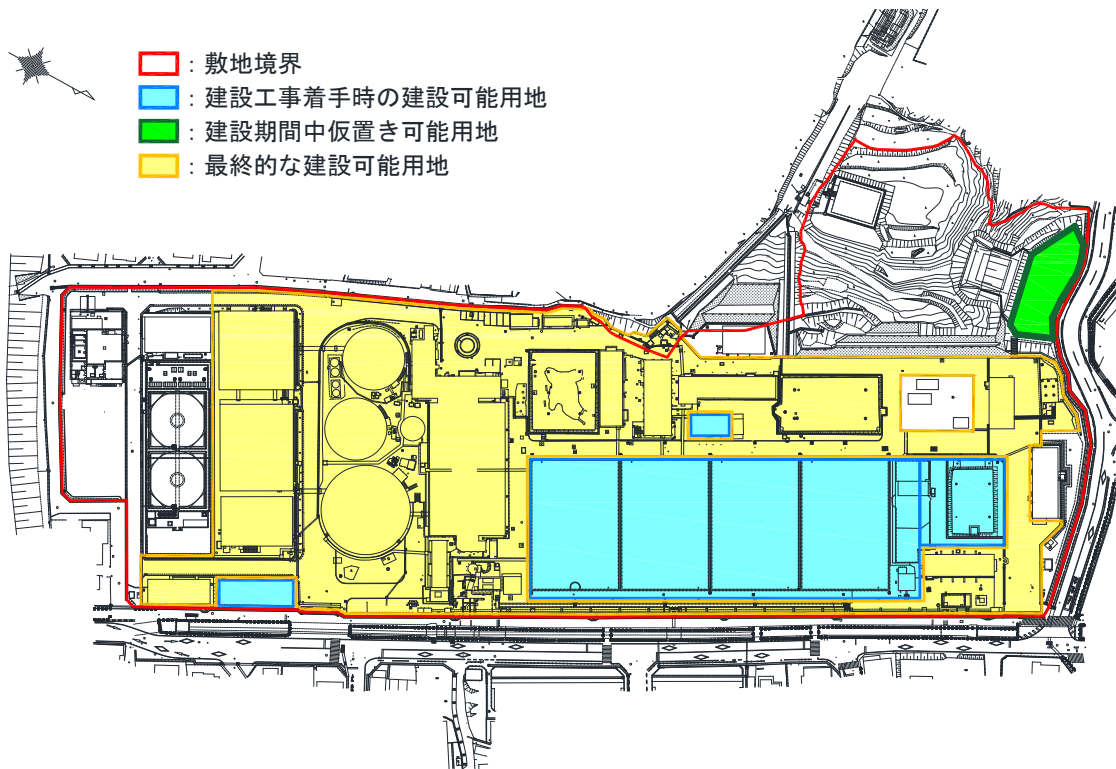 ：敷地境界
：建設工事着手時の建設可能用地
：建設期間中仮置き可能用地
：最終的な建設可能用地